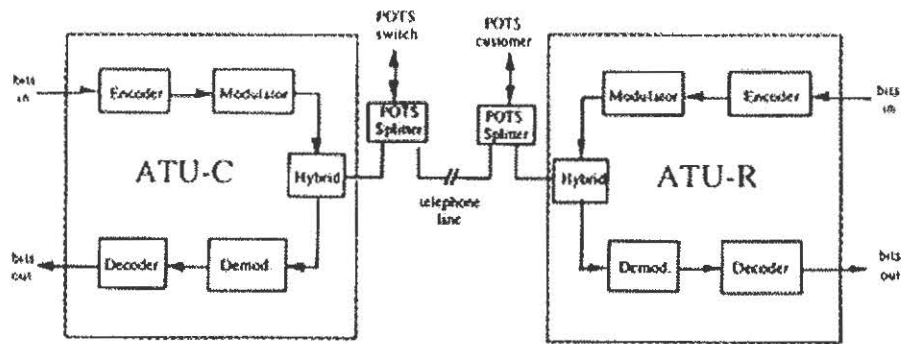 POTS
switch
POTS
customer
bits
in
Encoder
Modulator
POTS
Splitter
POTS
Splitter
Modulator
Encoder
bits
in
ATU-C
Hybrid
telephone
lane
Hybrid
ATU-R
bits
out
Decoder
Demod.
Demod.
Decoder
bits
out